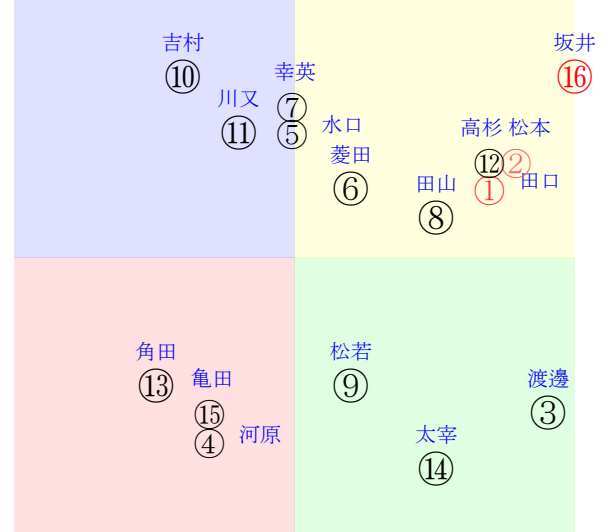 吉村
坂井
⑩
⑯
幸英
川又
⑦
水口
高杉 松本
⑪
⑤
菱田
⑫
②
田山
田口
⑥
①
⑧
角田
松若
亀田
渡邊
⑬
⑨
⑮
③
太宰
河原
④
⑭